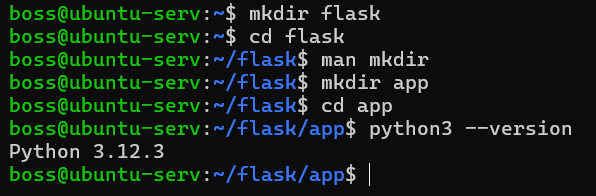 boss@ubuntu-serv:~$ mkdir flask
boss@ubuntu-serv:~$ cd flask
boss@ubuntu-serv:~/flask$ man mkdir
boss@ubuntu-serv:~/flask$ mkdir app
boss@ubuntu-serv:~/flask$ cd app
boss@ubuntu-serv:~/flask/app$ python3 --version
Python 3.12.3
boss@ubuntu-serv:~/flask/app$